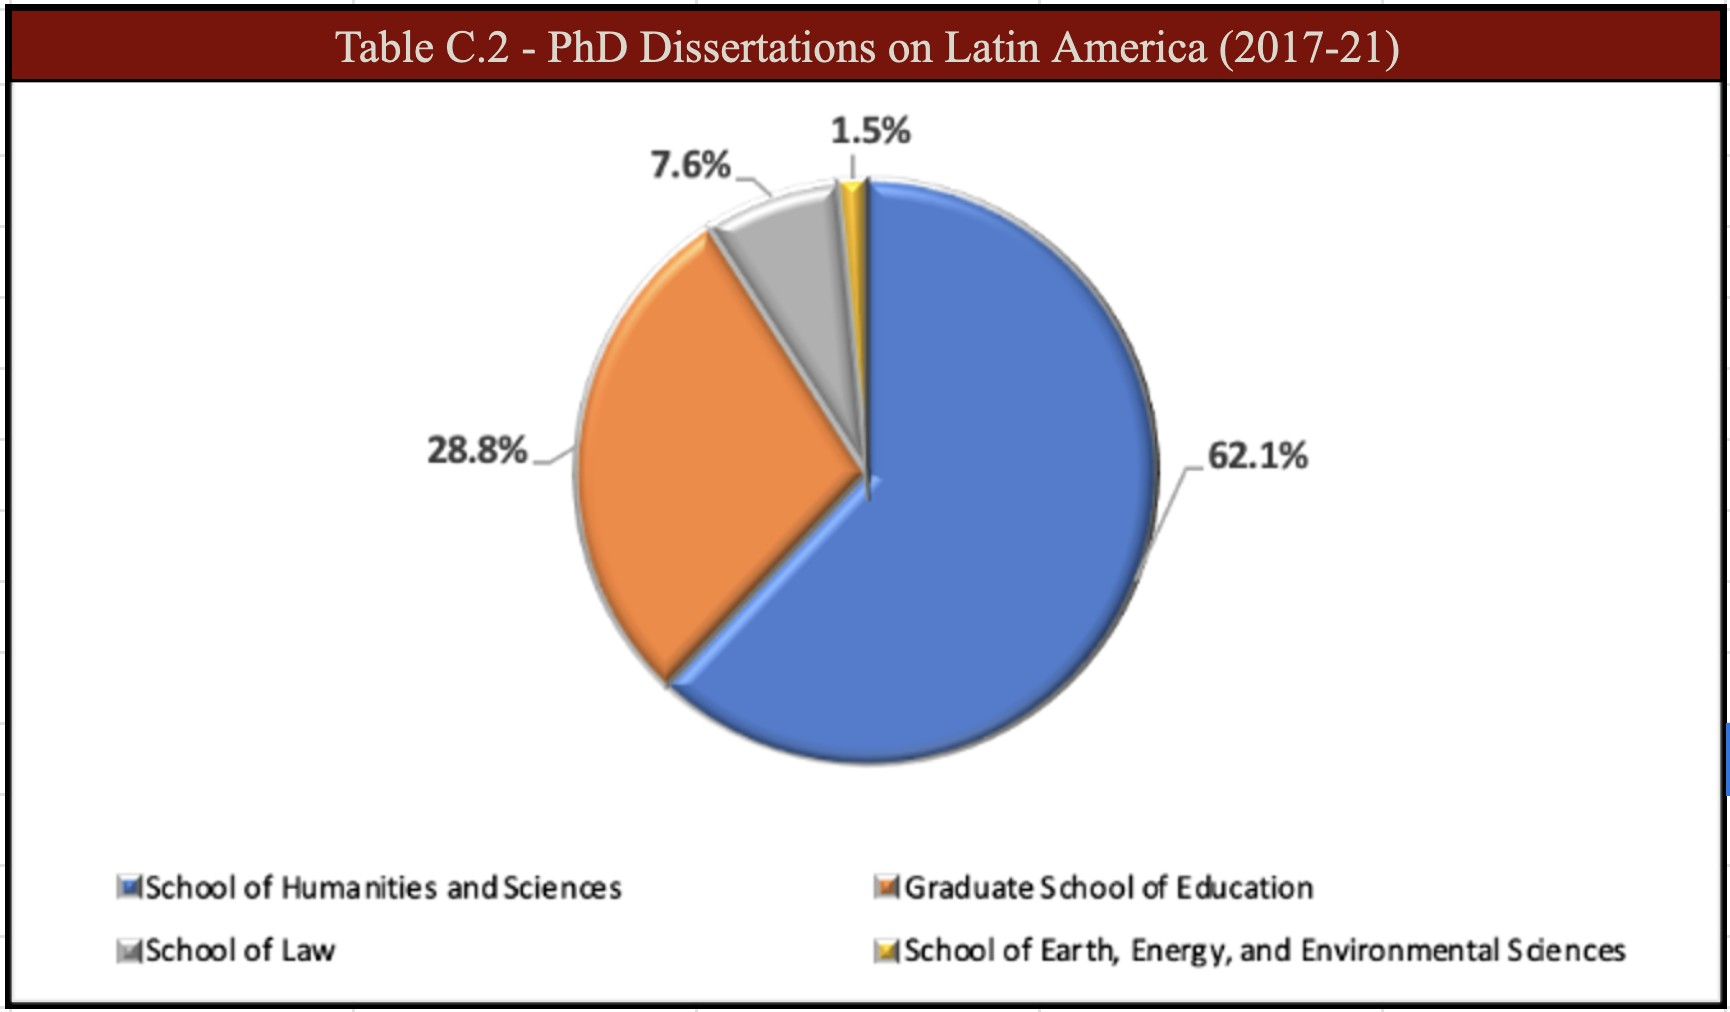 Table C.2 - PhD Dissertations on Latin America (2017-21)
1.5%
7.6%
28.8%
62.1%
School of Humanities and Sciences
Graduate School of Education
School of Law
School of Earth, Energy, and Environmental Sciences